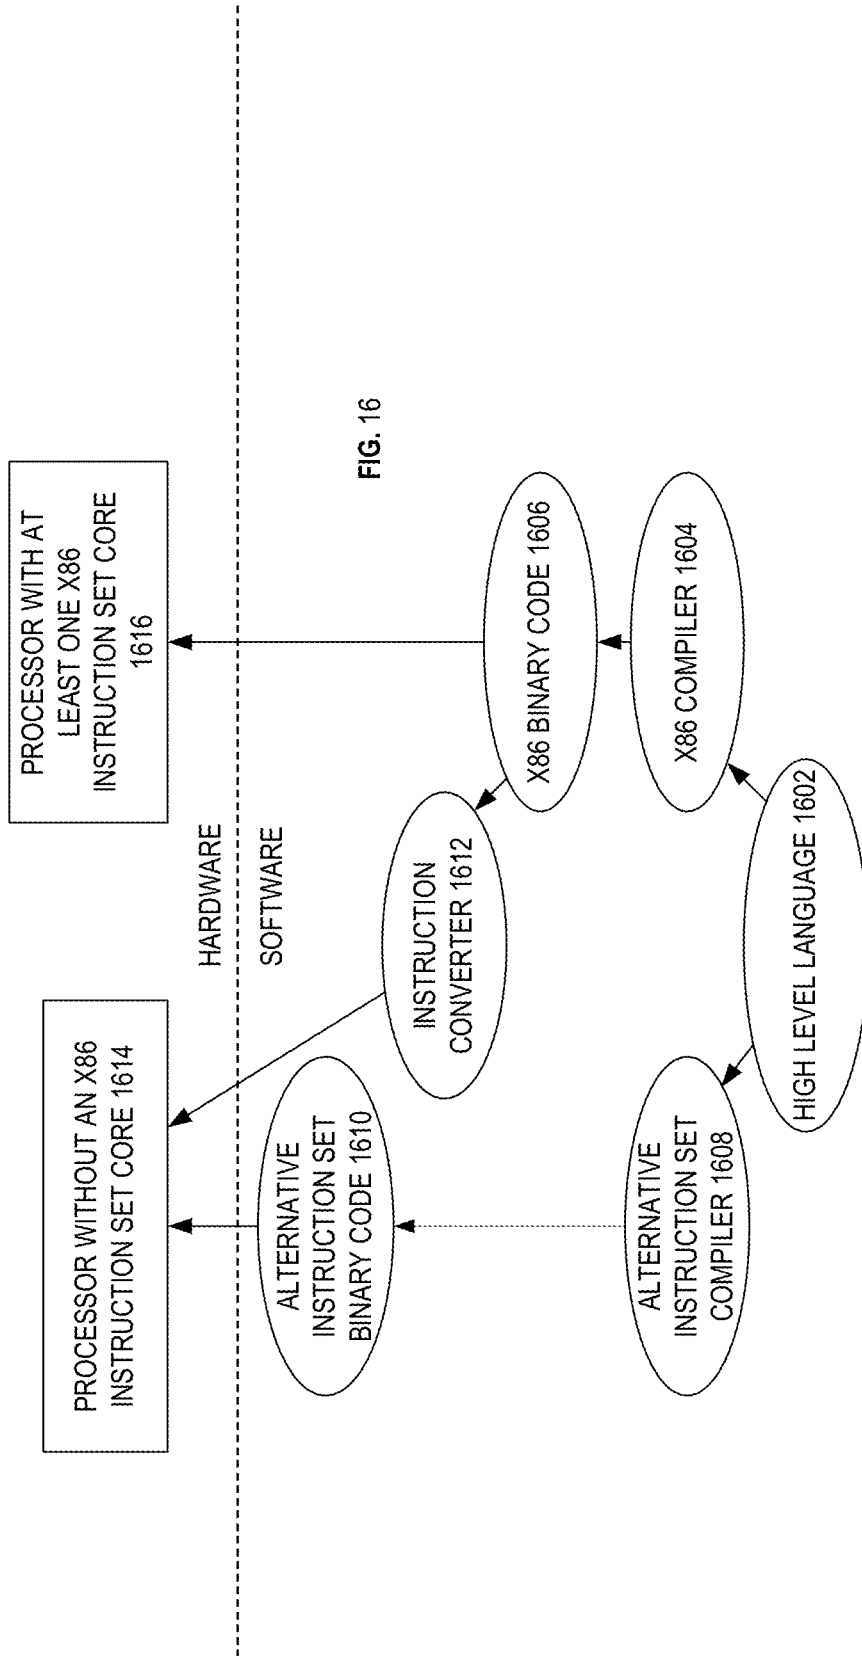 PROCESSOR WITHOUT AN X86
INSTRUCTION SET CORE 1614
PROCESSOR WITH AT
LEAST ONE X86
INSTRUCTION SET CORE
1616
HARDWARE
SOFTWARE
ALTERNATIVE
INSTRUCTION SET
BINARY CODE 1610
INSTRUCTION
CONVERTER 1612
FIG. 16
X86 BINARY CODE 1606
ALTERNATIVE
INSTRUCTION SET
COMPILER 1608
X86 COMPILER 1604
HIGH LEVEL LANGUAGE 1602